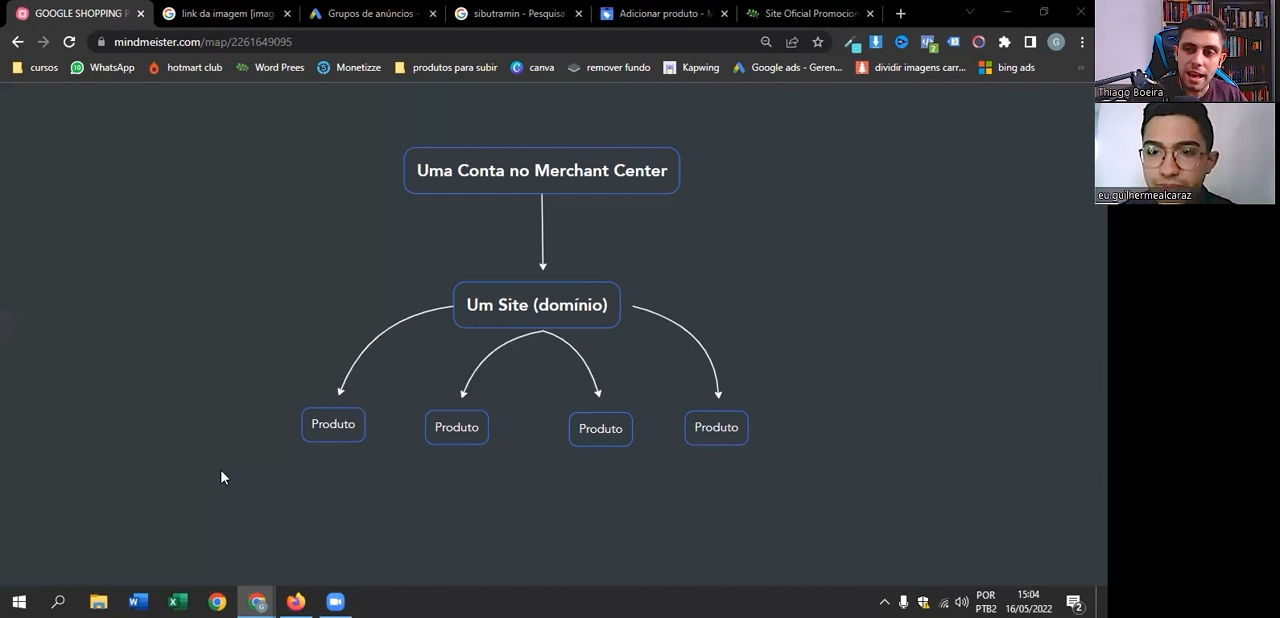 GOOGLE SHOPPING P
link da imagem [imag
Grupos de anúncios -
sibutramin - Pesquisa
Adicionar produto - M
Site Oficial Promocion
mindmeister.com/map/2261649095
cursos
WhatsApp
hotmart club
Word Prees
Monetizze
produtos para subir
canva
remover fundo
Kapwing
Google ads - Geren...
dividir imagens carr...
bing ads
Thiago Boeira
eu.guilhermealcaraz
Uma Conta no Merchant Center
Um Site (domínio)
Produto
Produto
Produto
Produto
POR
PTB2
15:04
16/05/2022
2